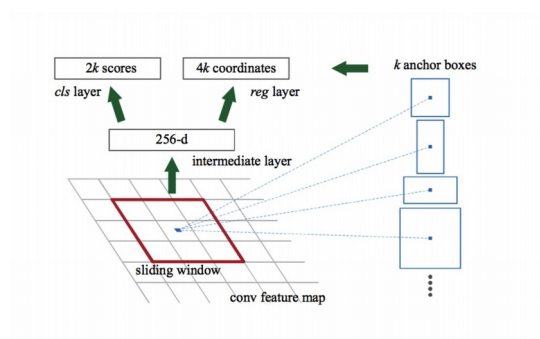 2k scores
4k coordinates
k anchor boxes
cls layer
reg layer
256-d
intermediate layer
sliding window
conv feature map